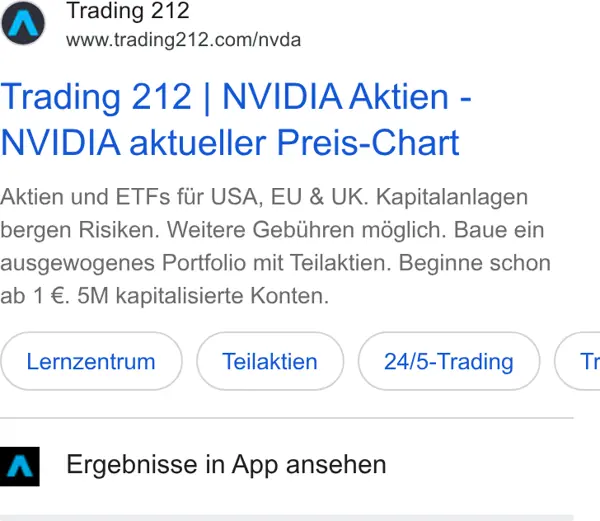 Trading 212
www.trading212.com/nvda
Trading 212 | NVIDIA Aktien -
NVIDIA aktueller Preis-Chart
Aktien und ETFs für USA, EU & UK. Kapitalanlagen
bergen Risiken. Weitere Gebühren möglich. Baue ein
ausgewogenes Portfolio mit Teilaktien. Beginne schon
ab 1 €. 5M kapitalisierte Konten.
Lernzentrum Teilaktien 24/5-Trading Tr
Ergebnisse in App ansehen